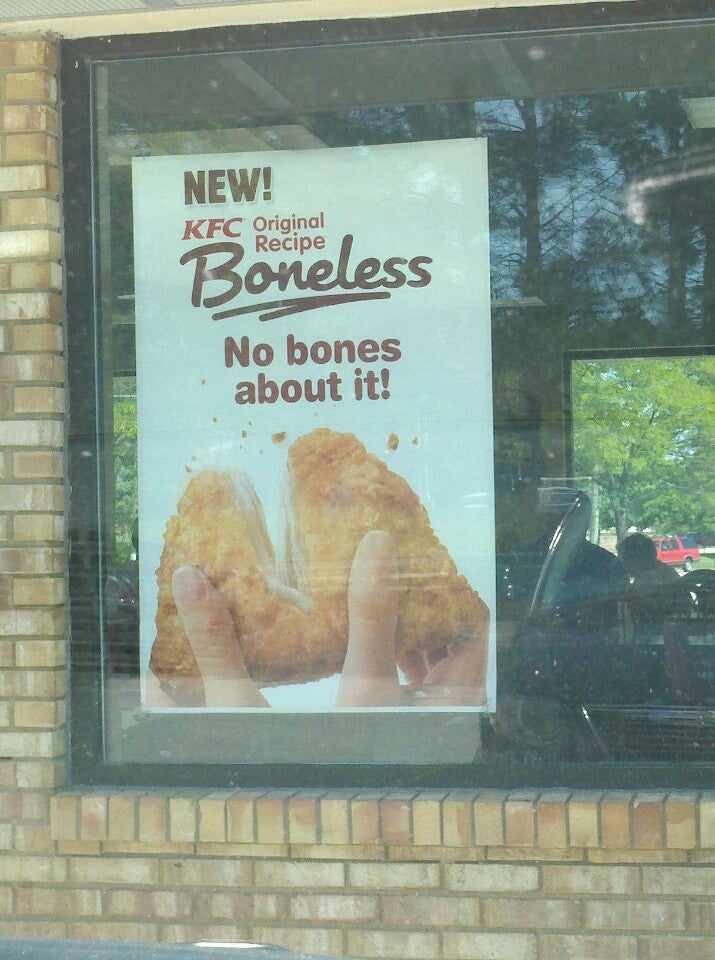 NEW!
KFC Original
Recipe
Boneless
No bones
about it!